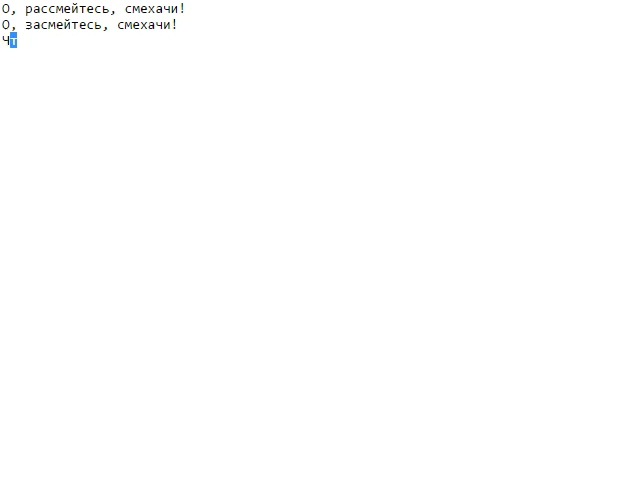 О, рассмейтесь, смехачи!
О, засмейтесь, смехачи!
Чт